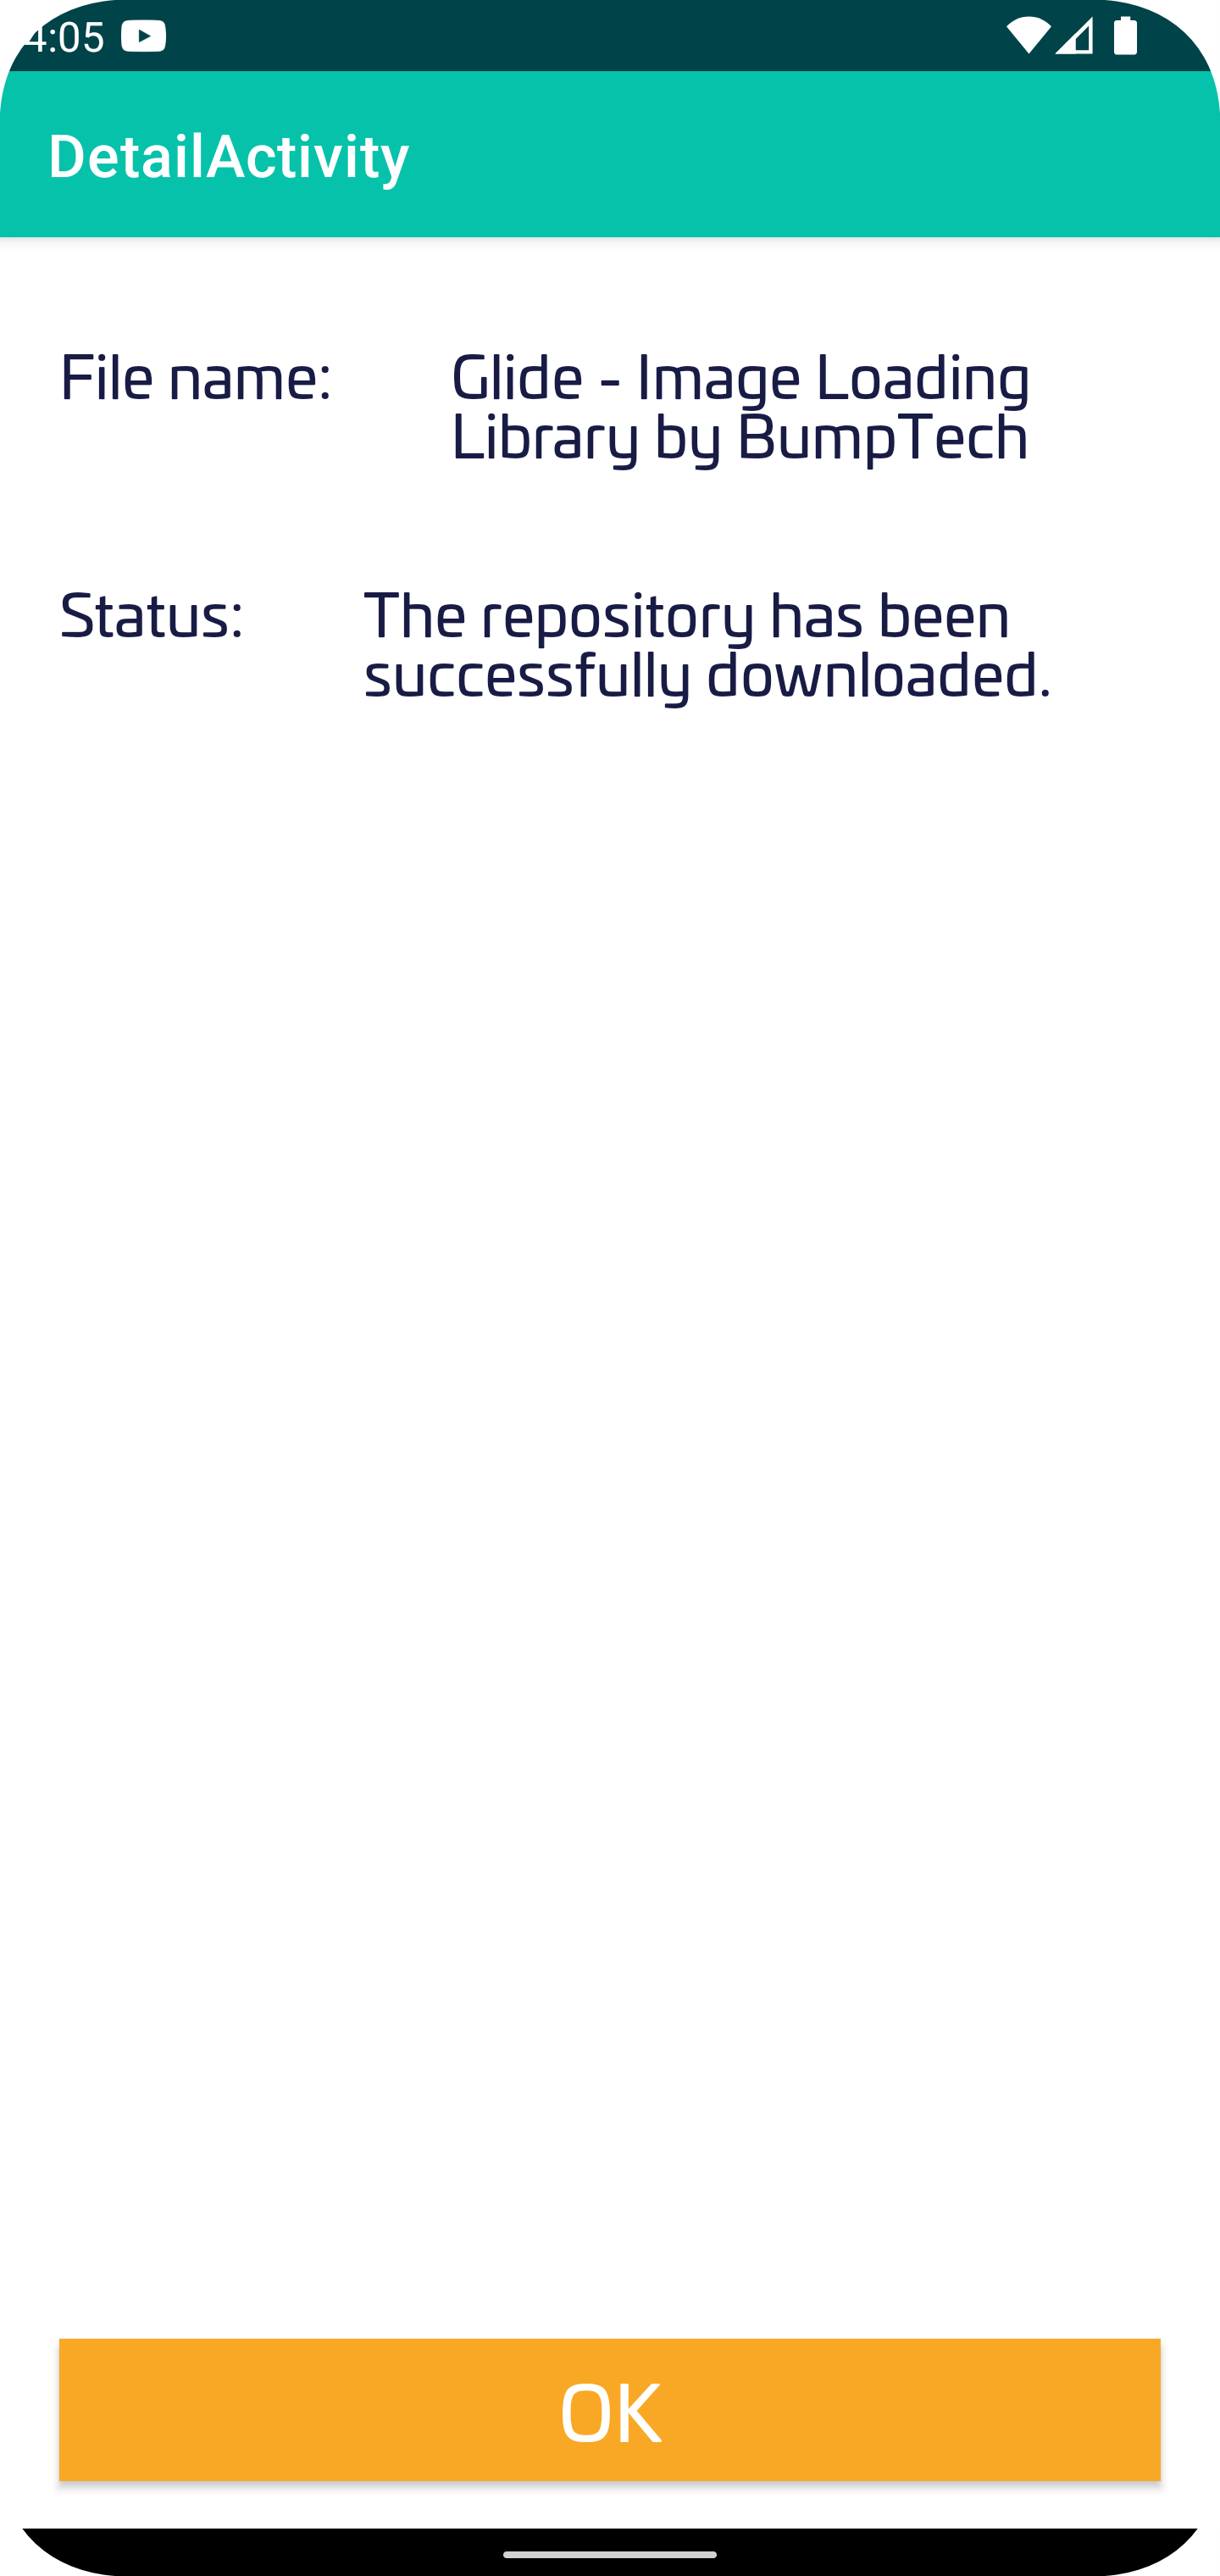 4:05
DetailActivity
File name:
Glide - Image Loading
Library by BumpTech
Status:
The repository has been
successfully downloaded.
OK